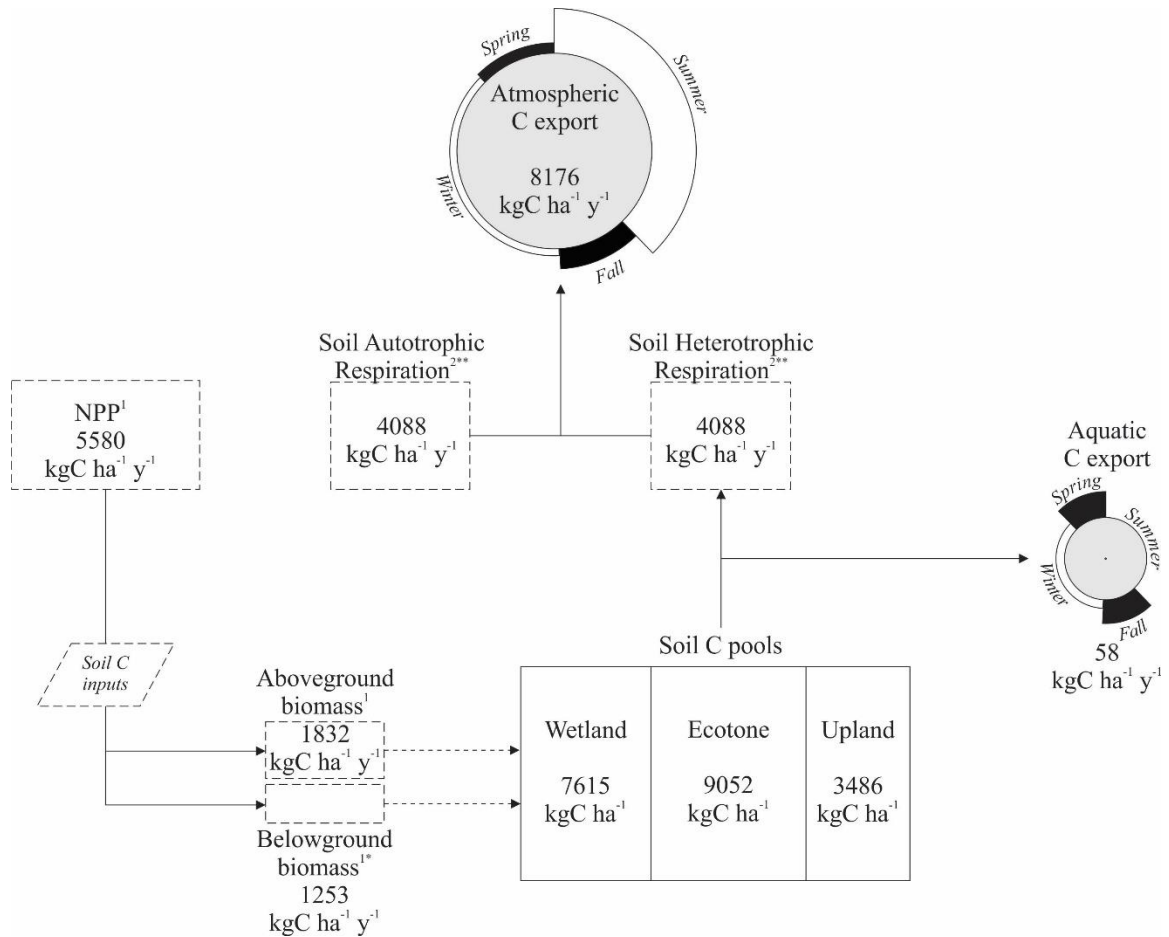 Spring
Summer
Atmospheric
C export
8176
kgC ha⁻¹ y⁻¹
Winter
Fall
Soil Autotrophic
Respiration²**
4088
kgC ha⁻¹ y⁻¹
Soil Heterotrophic
Respiration²**
4088
kgC ha⁻¹ y⁻¹
NPP¹
5580
kgC ha⁻¹ y⁻¹
Aquatic
C export
Spring
Summer
Winter
Fall
58
kgC ha⁻¹ y⁻¹
Soil C
inputs
Aboveground
biomass¹
1832
kgC ha⁻¹ y⁻¹
Belowground
biomass¹*
1253
kgC ha⁻¹ y⁻¹
Soil C pools
Wetland
7615
kgC ha⁻¹
Ecotone
9052
kgC ha⁻¹
Upland
3486
kgC ha⁻¹